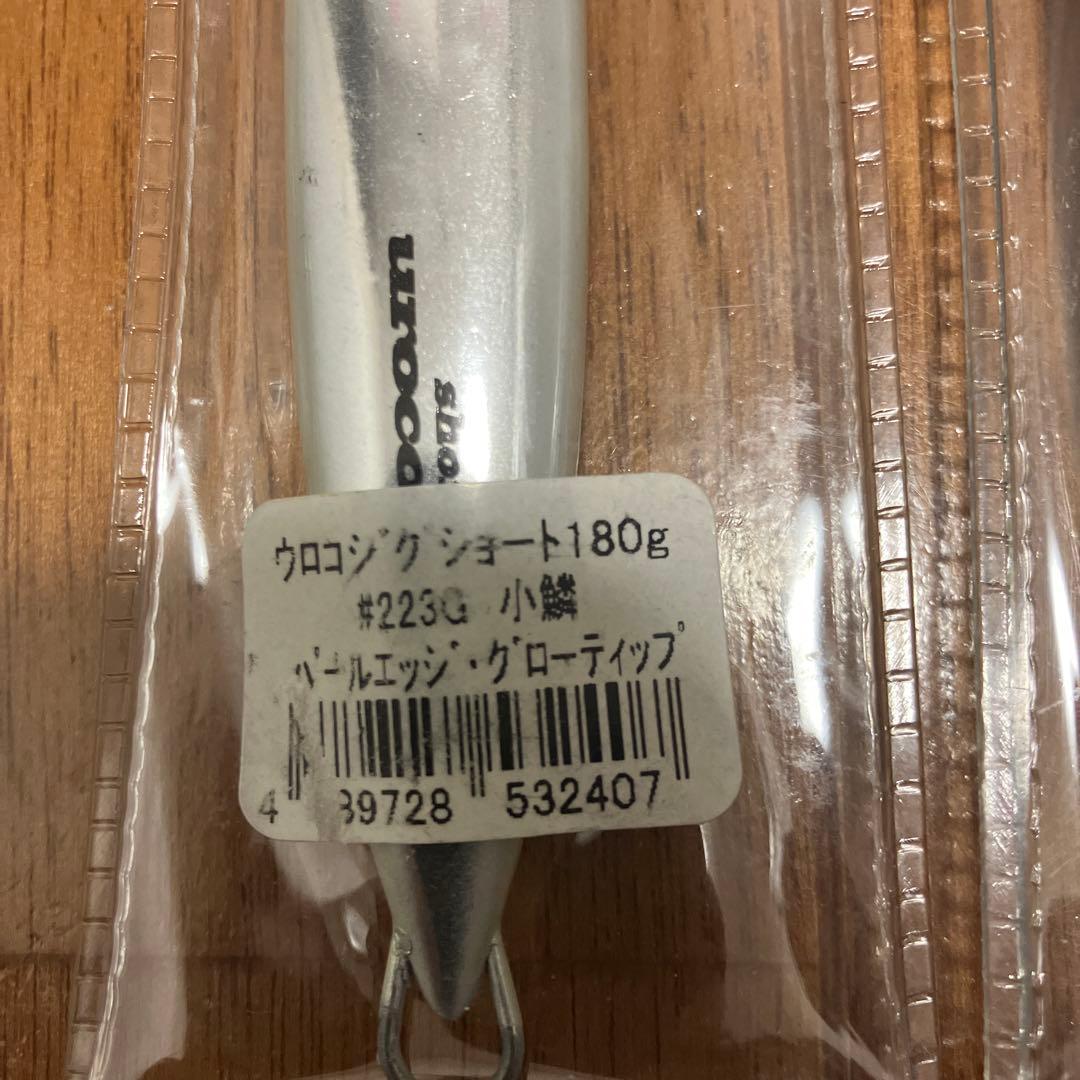 uroco
sho
ウロコジグショート180g
#223G 小鱗
パールエッジ・グローティップ
4 89728 532407